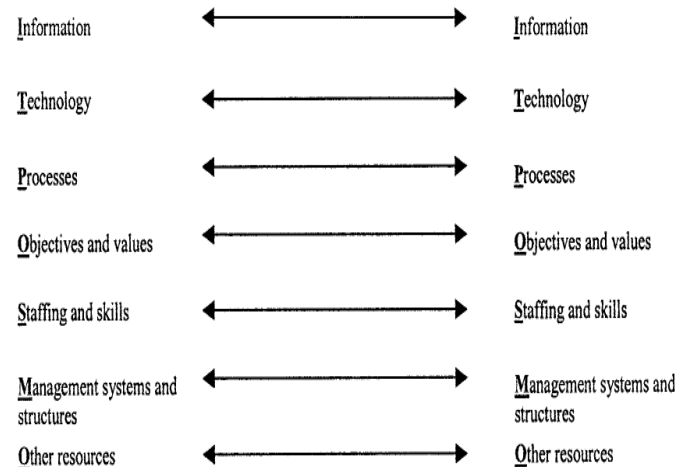 Information Information
Technology Technology
Processes Processes
Objectives and values Objectives and values
Staffing and skills Staffing and skills
Management systems and Management systems and
structures structures
Other resources Other resources